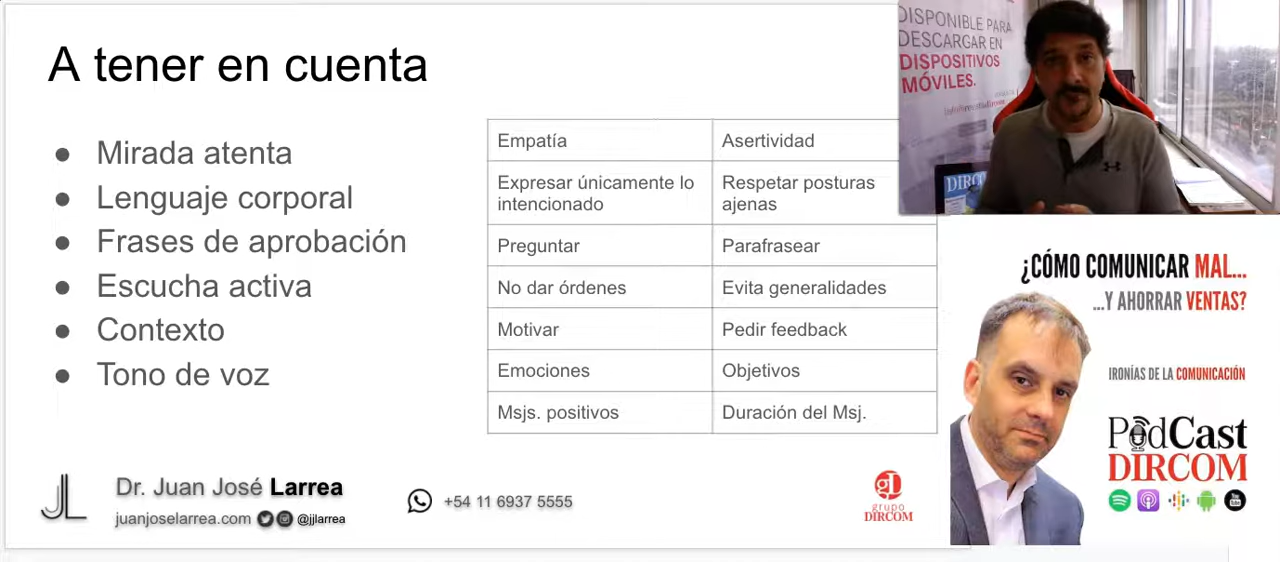 A tener en cuenta
● Mirada atenta
● Lenguaje corporal
● Frases de aprobación
● Escucha activa
● Contexto
● Tono de voz
Empatía
Asertividad
Expresar únicamente lo
intencionado
Respetar posturas
ajenas
Preguntar
Parafrasear
No dar órdenes
Evita generalidades
Motivar
Pedir feedback
Emociones
Objetivos
Msjs. positivos
Duración del Msj.
JL
Dr. Juan José Larrea
juanjoselarrea.com @jjlarrea
+54 11 6937 5555
gL
grupo
DIRCOM
DISPONIBLE PARA
DESCARGAR EN
DISPOSITIVOS
MÓVILES.
DIRC
¿CÓMO COMUNICAR MAL...
...Y AHORRAR VENTAS?
IRONÍAS DE LA COMUNICACIÓN
PodCast
DIRCOM